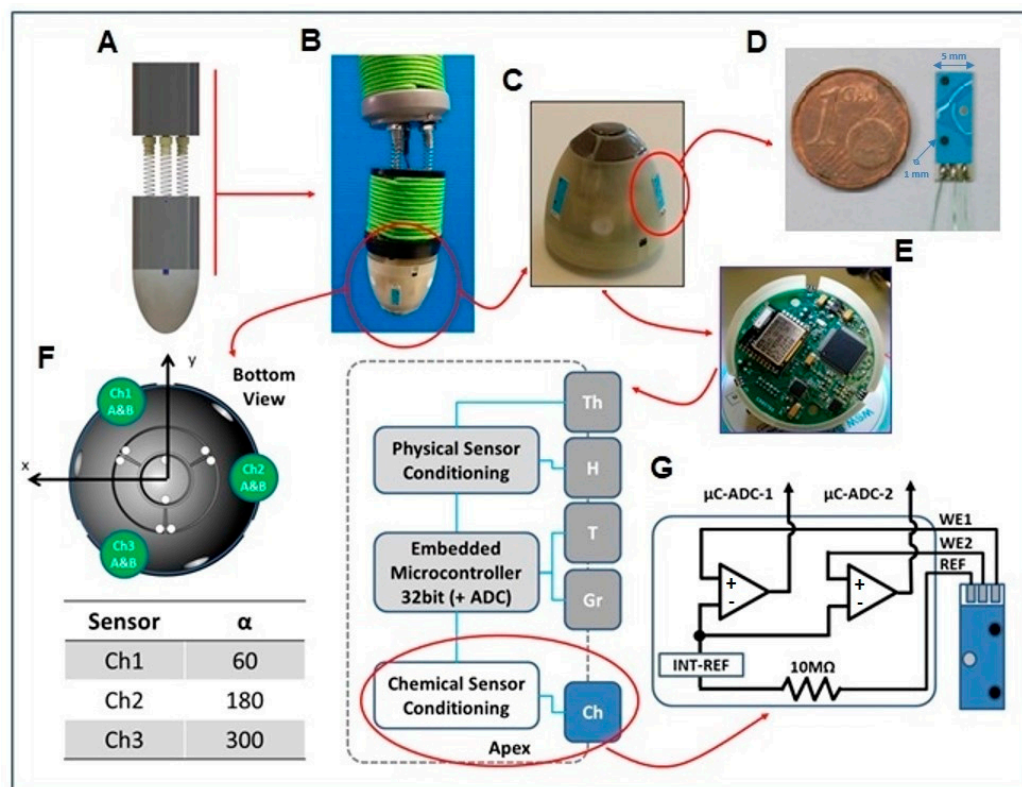 A
B
C
D
5 mm
1 mm
E
F
y
x
Bottom
View
Ch1
A&B
Ch2
A&B
Ch3
A&B
Sensor α
Ch1 60
Ch2 180
Ch3 300
Th
Physical Sensor
Conditioning
H
T
Embedded
Microcontroller
32bit (+ ADC)
Gr
Chemical Sensor
Conditioning
Ch
Apex
G
µC-ADC-1 µC-ADC-2
WE1
WE2
REF
+
-
+
-
INT-REF
10MΩ